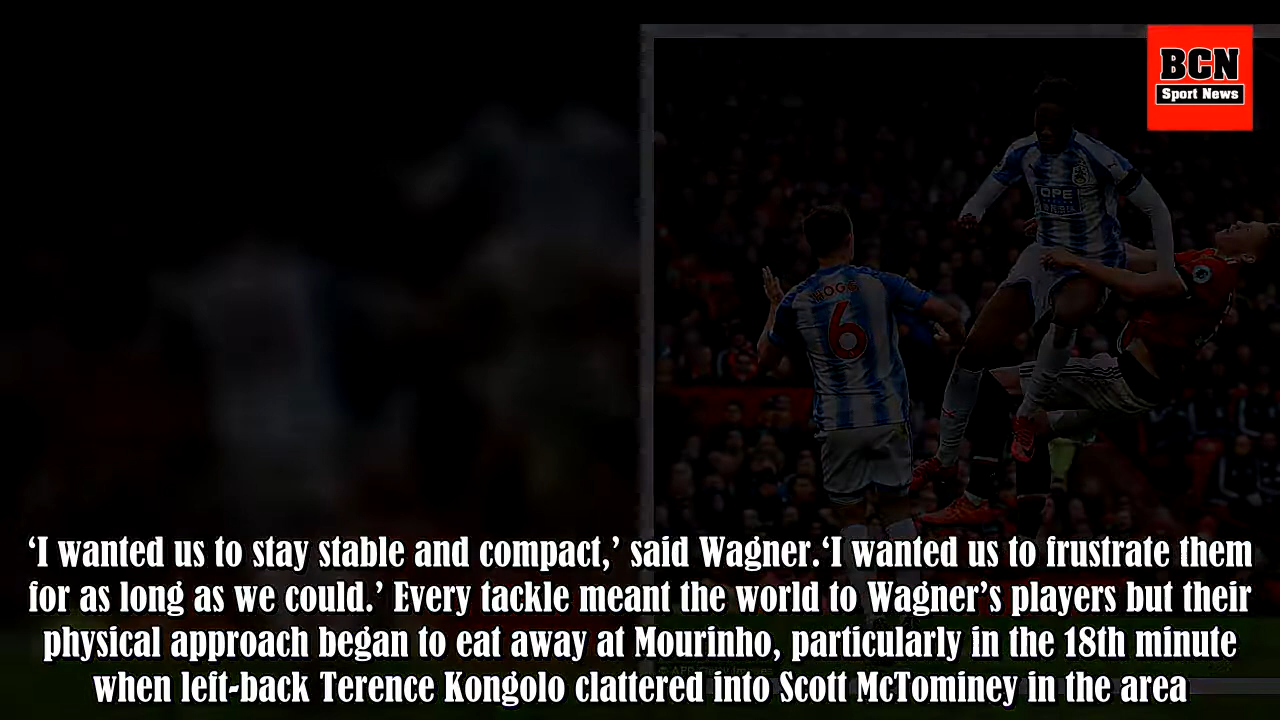 BCN
Sport News
OPE
HOGG
6
‘I wanted us to stay stable and compact,’ said Wagner.‘I wanted us to frustrate them
for as long as we could.’ Every tackle meant the world to Wagner’s players but their
physical approach began to eat away at Mourinho, particularly in the 18th minute
when left-back Terence Kongolo clattered into Scott McTominey in the area